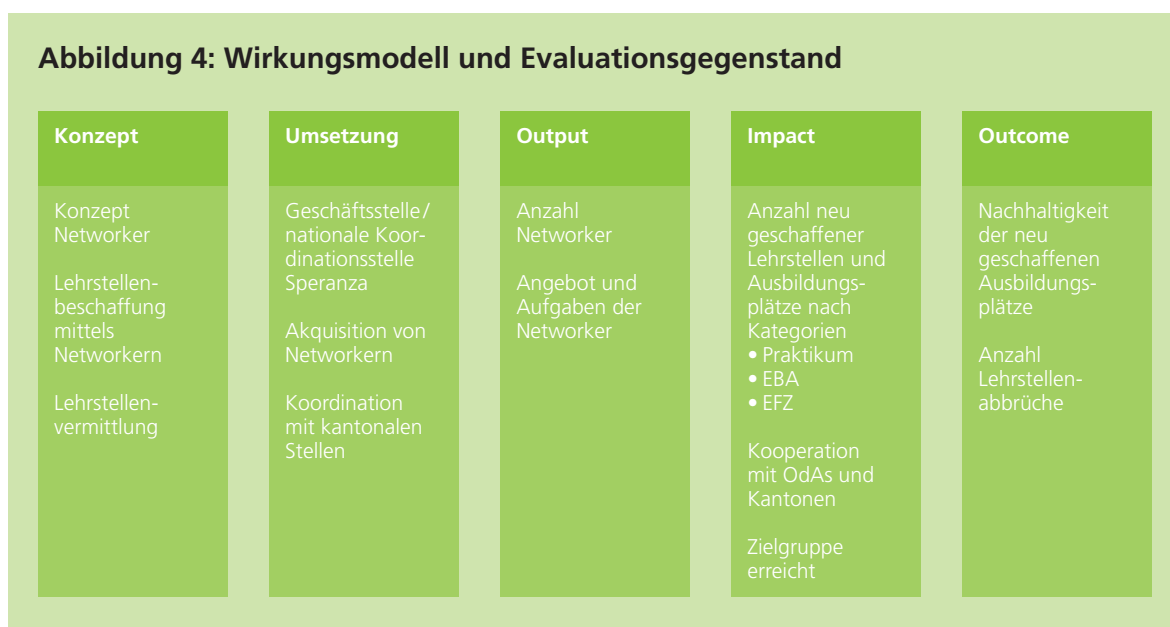 Abbildung 4: Wirkungsmodell und Evaluationsgegenstand
Konzept
Konzept
Networker
Lehrstellen-
beschaffung
mittels
Networkern
Lehrstellen-
vermittlung
Umsetzung
Geschäftsstelle/
nationale Koor-
dinationsstelle
Speranza
Akquisition von
Networkern
Koordination
mit kantonalen
Stellen
Output
Anzahl
Networker
Angebot und
Aufgaben der
Networker
Impact
Anzahl neu
geschaffener
Lehrstellen und
Ausbildungs-
plätze nach
Kategorien
• Praktikum
• EBA
• EFZ
Kooperation
mit OdAs und
Kantonen
Zielgruppe
erreicht
Outcome
Nachhaltigkeit
der neu
geschaffenen
Ausbildungs-
plätze
Anzahl
Lehrstellen-
abbrüche